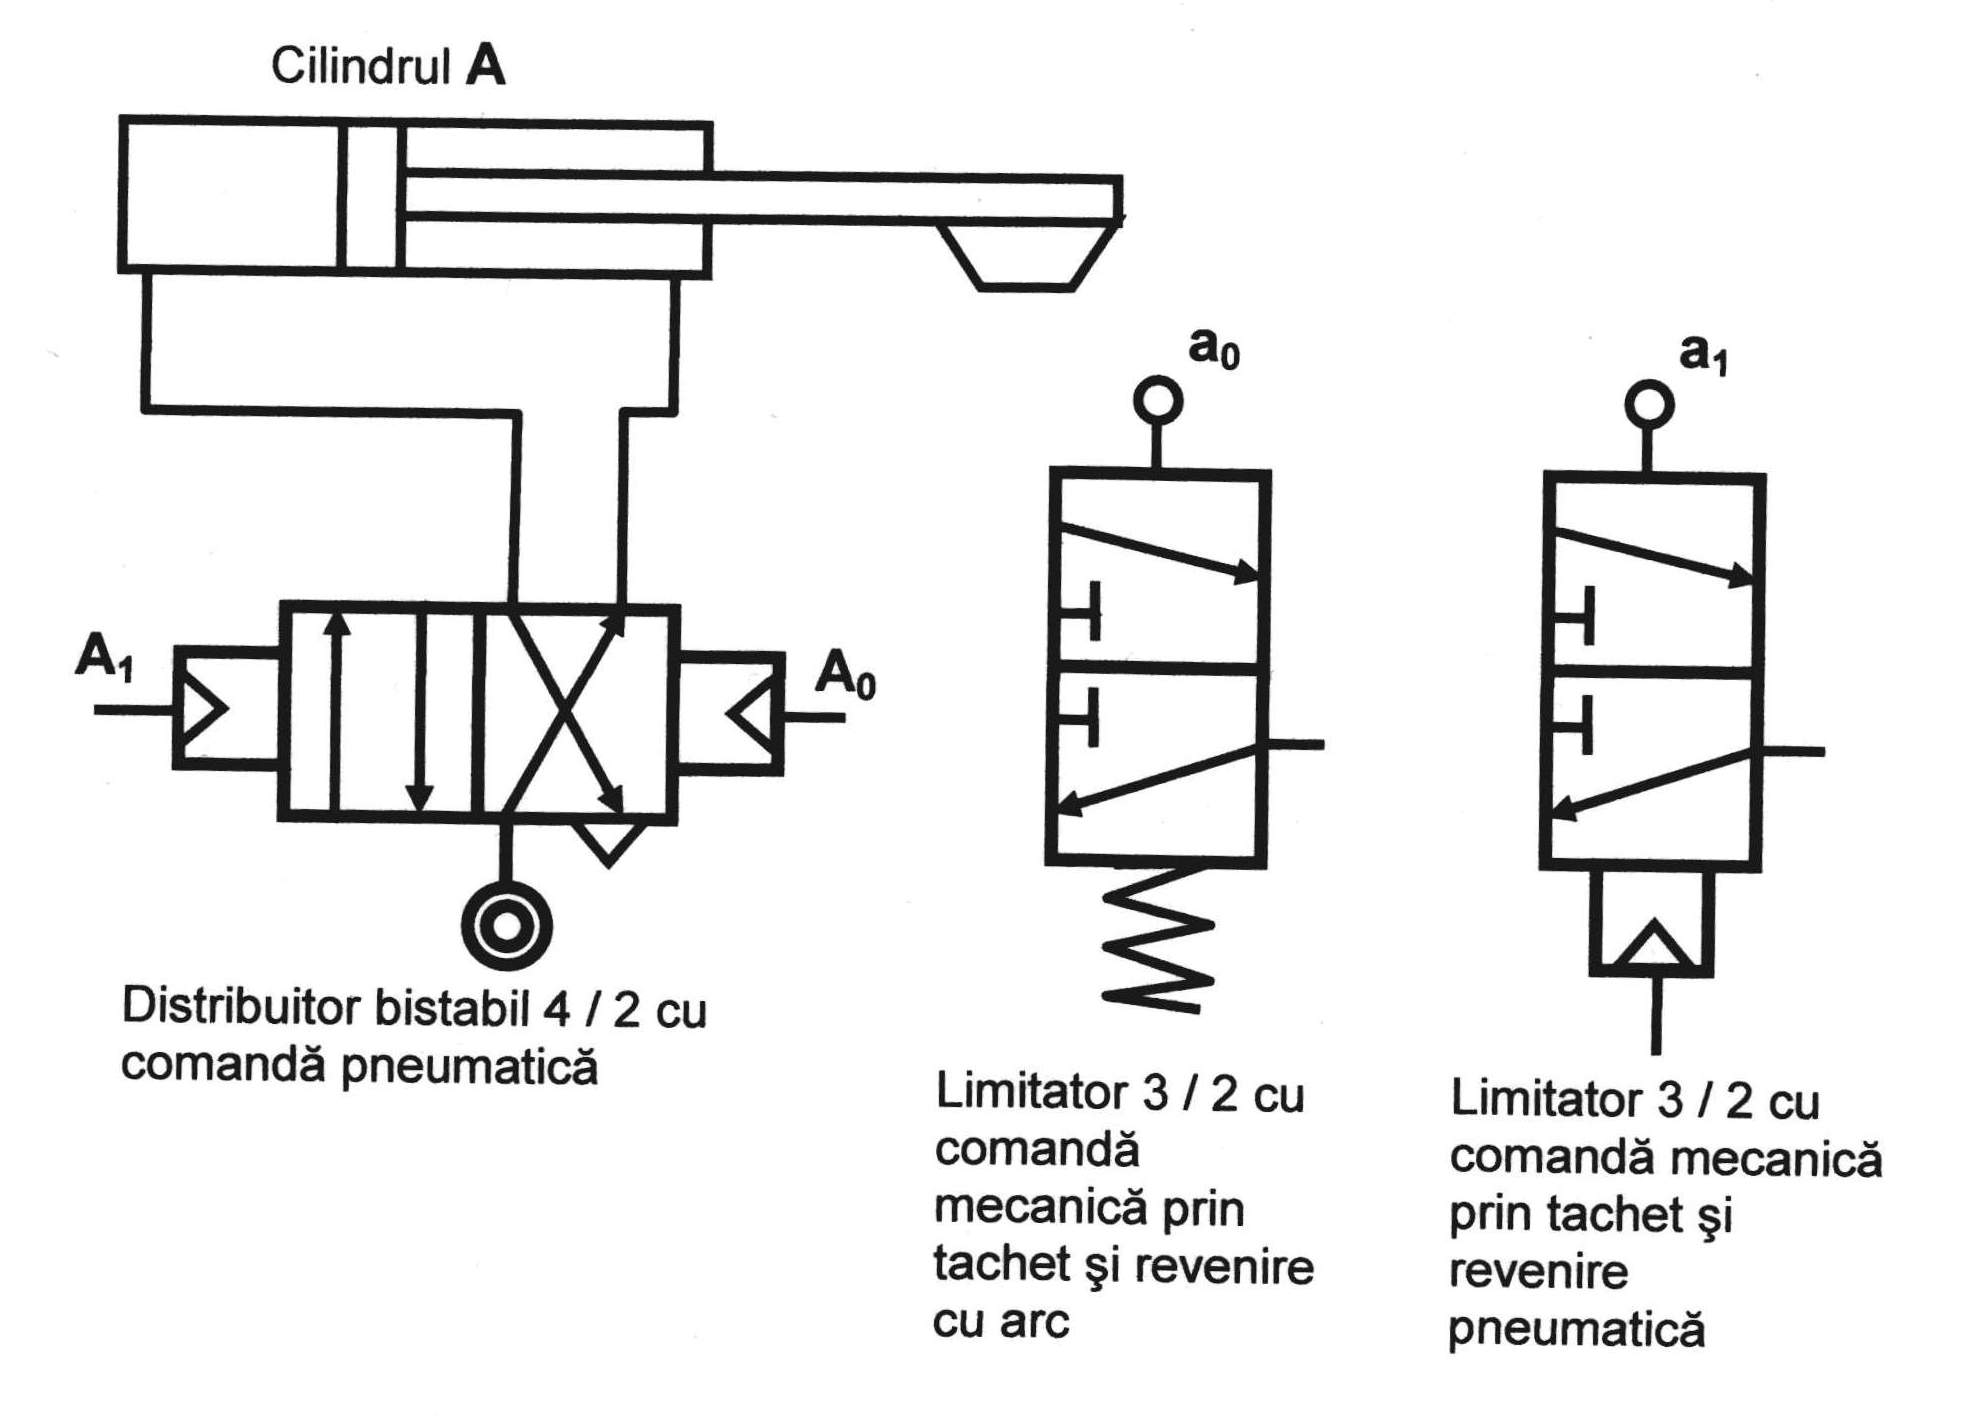 Cilindrul A
a0
a1
A1
A0
Distribuitor bistabil 4 / 2 cu
comandă pneumatică
Limitator 3 / 2 cu
comandă
mecanică prin
tachet şi revenire
cu arc
Limitator 3 / 2 cu
comandă mecanică
prin tachet şi
revenire
pneumatică